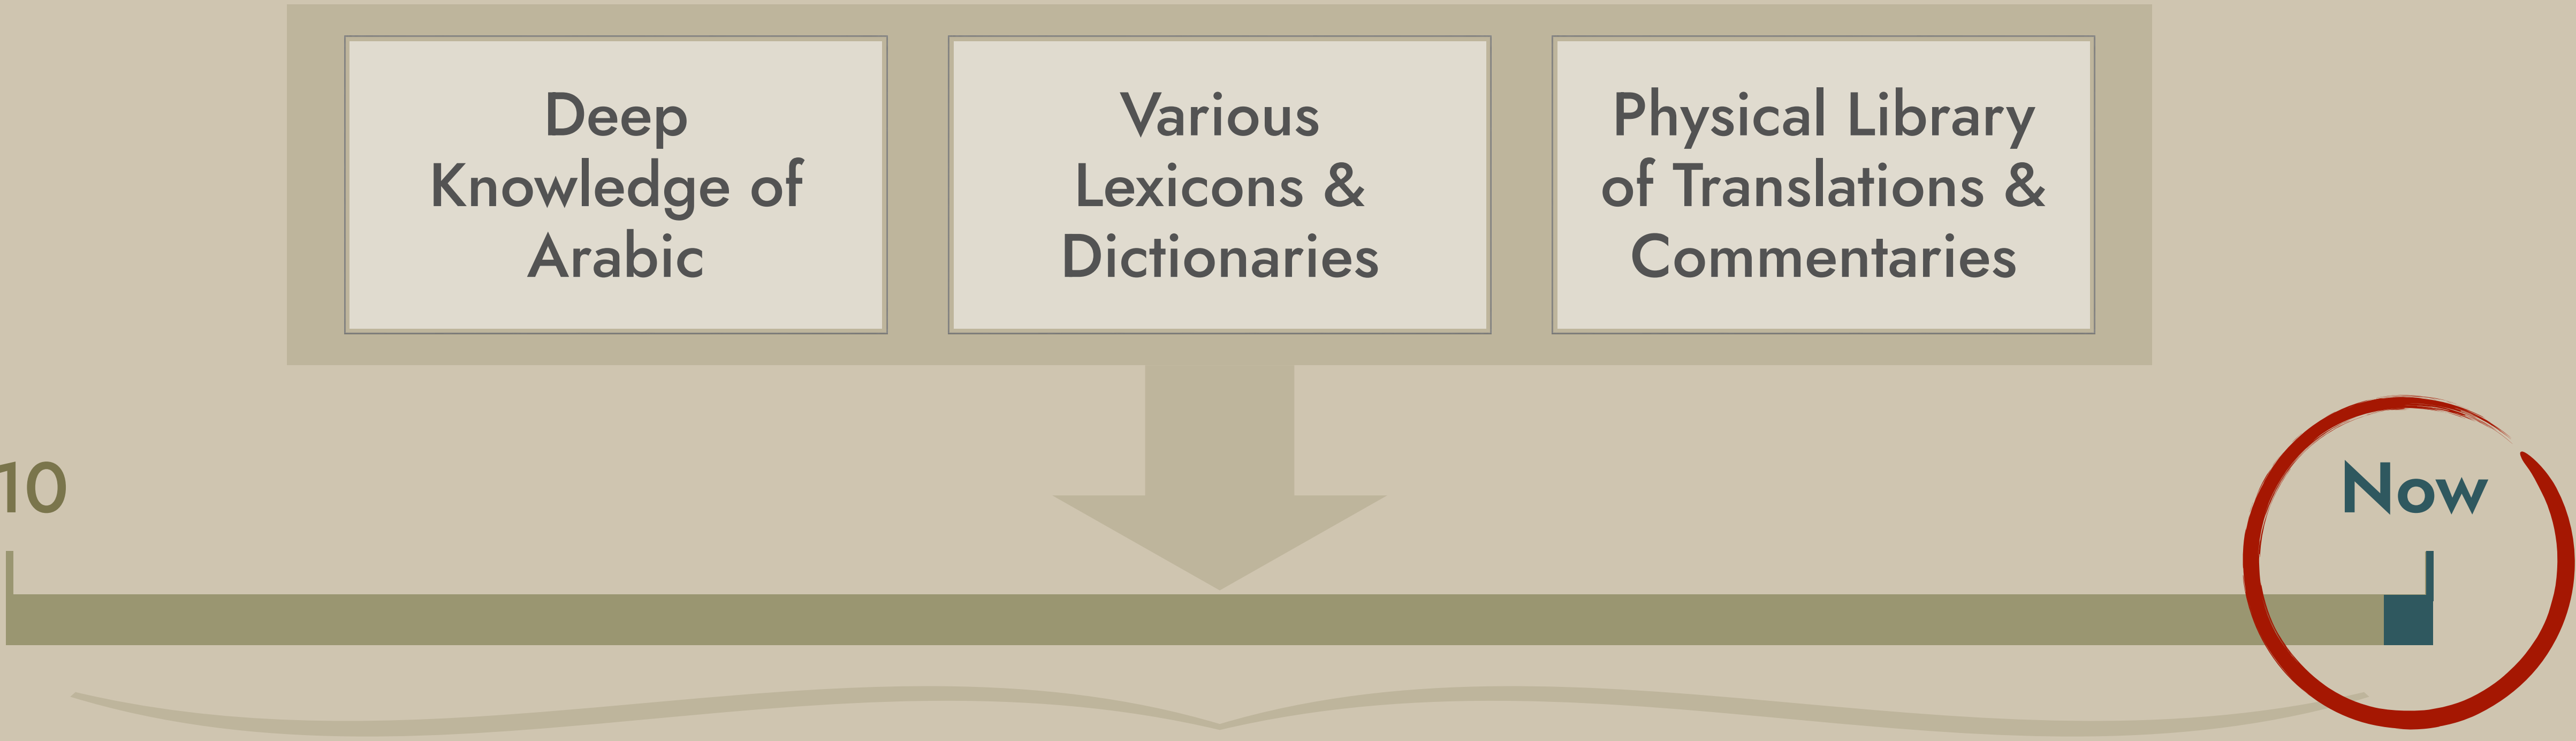 Deep
Knowledge of
Arabic
Various
Lexicons &
Dictionaries
Physical Library
of Translations &
Commentaries
10
Now